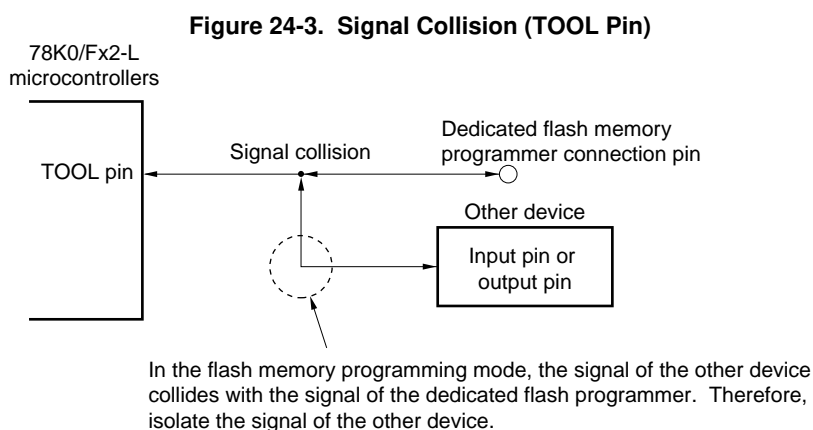 Figure 24-3. Signal Collision (TOOL Pin)
78K0/Fx2-L
microcontrollers
TOOL pin
Signal collision
Dedicated flash memory
programmer connection pin
Other device
Input pin or
output pin
In the flash memory programming mode, the signal of the other device
collides with the signal of the dedicated flash programmer. Therefore,
isolate the signal of the other device.